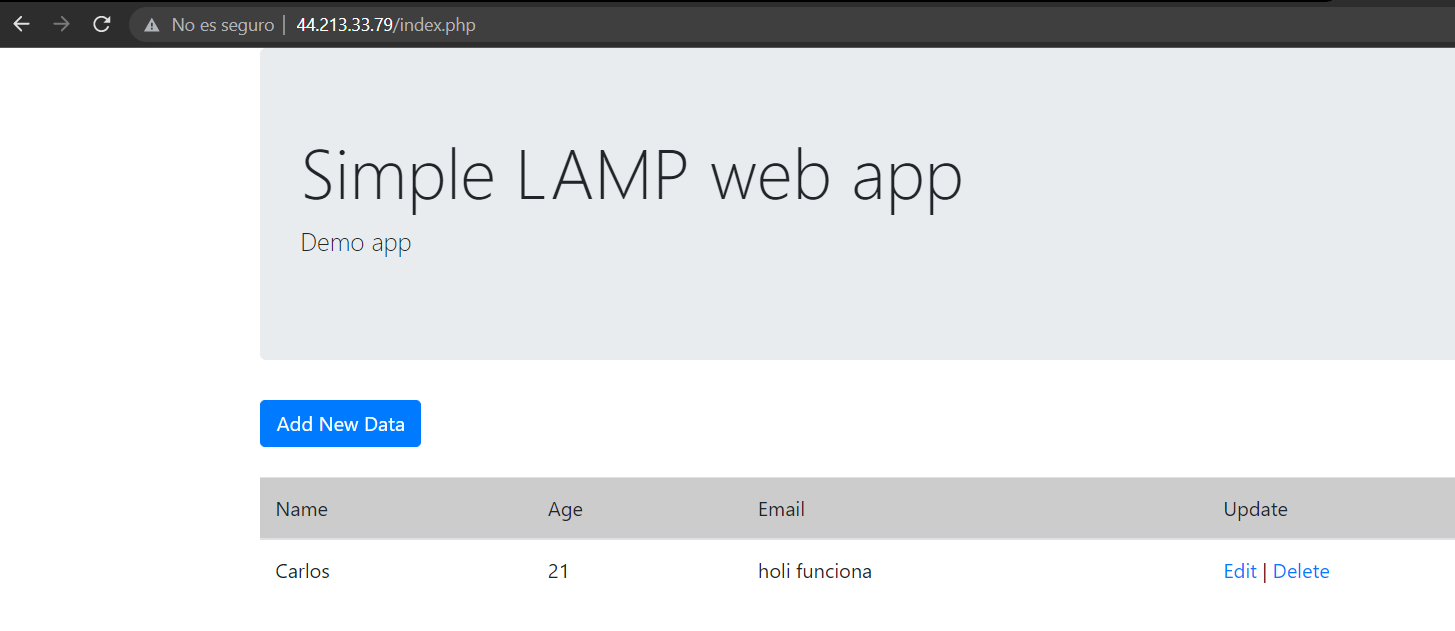 No es seguro | 44.213.33.79/index.php
Simple LAMP web app
Demo app
Add New Data
Name Age Email Update
Carlos 21 holi funciona Edit | Delete